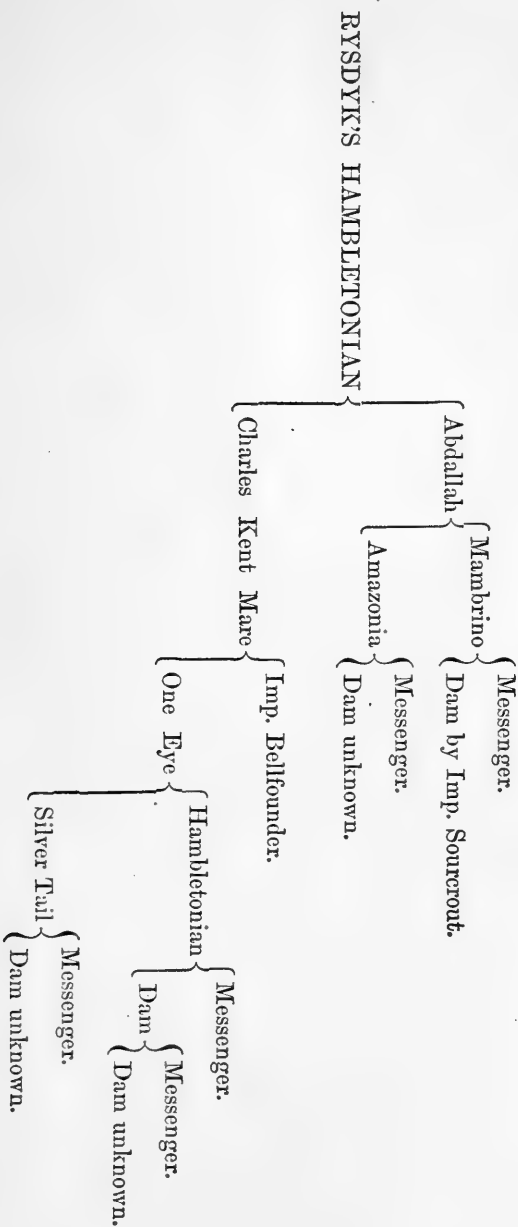 RYSDYK'S HAMBLETONIAN
Abdallah
Mambrino
Messenger.
Dam by Imp. Sourcrout.
Amazonia
Messenger.
Dam unknown.
Charles Kent Mare
Imp. Bellfounder.
One Eye
Hambletonian
Messenger.
Dam
Messenger.
Dam unknown.
Silver Tail
Messenger.
Dam unknown.